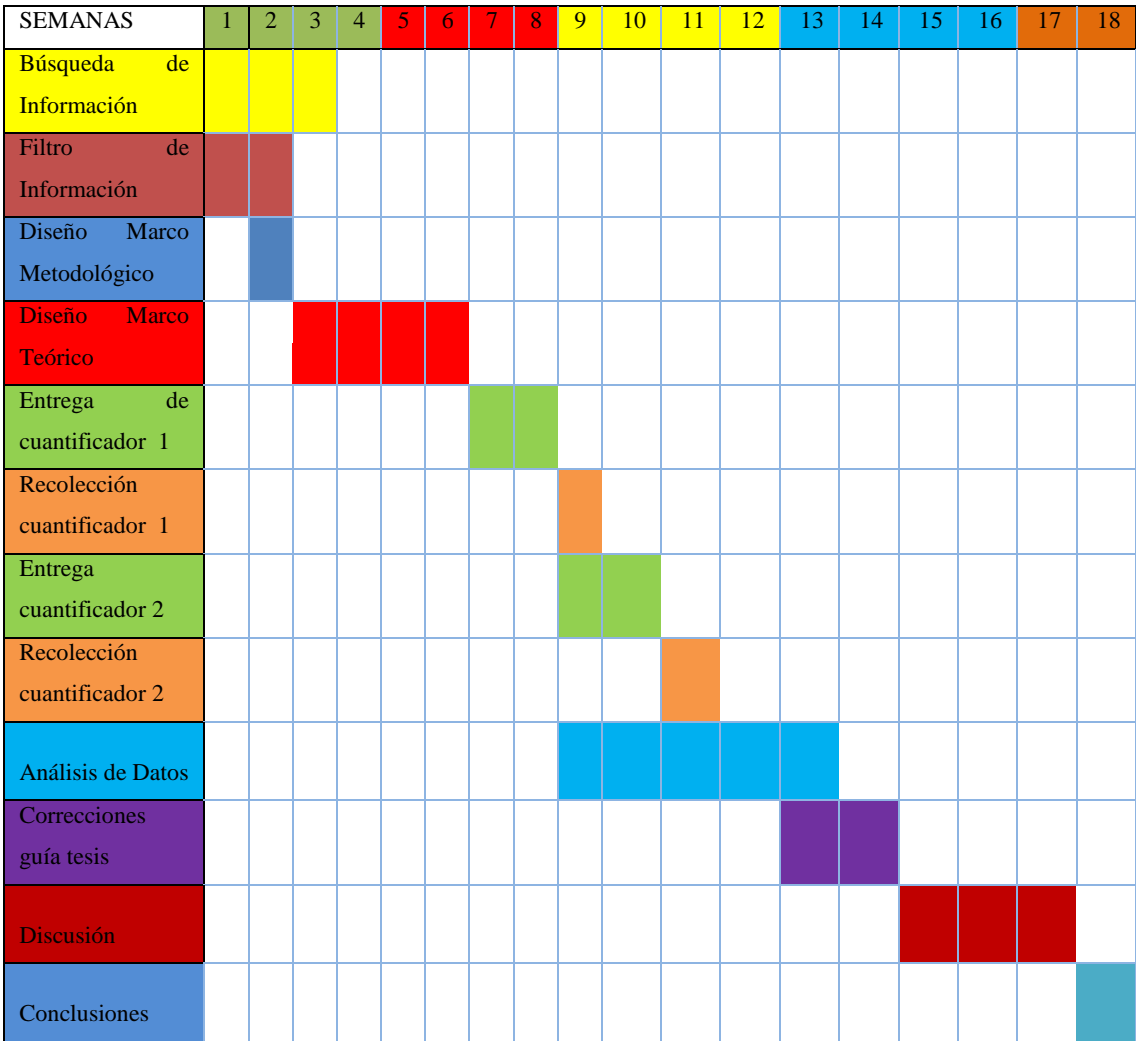 SEMANAS 1 2 3 4 5 6 7 8 9 10 11 12 13 14 15 16 17 18
Búsqueda de
Información
Filtro de
Información
Diseño Marco
Metodológico
Diseño Marco
Teórico
Entrega de
cuantificador 1
Recolección
cuantificador 1
Entrega
cuantificador 2
Recolección
cuantificador 2
Análisis de Datos
Correcciones
guía tesis
Discusión
Conclusiones